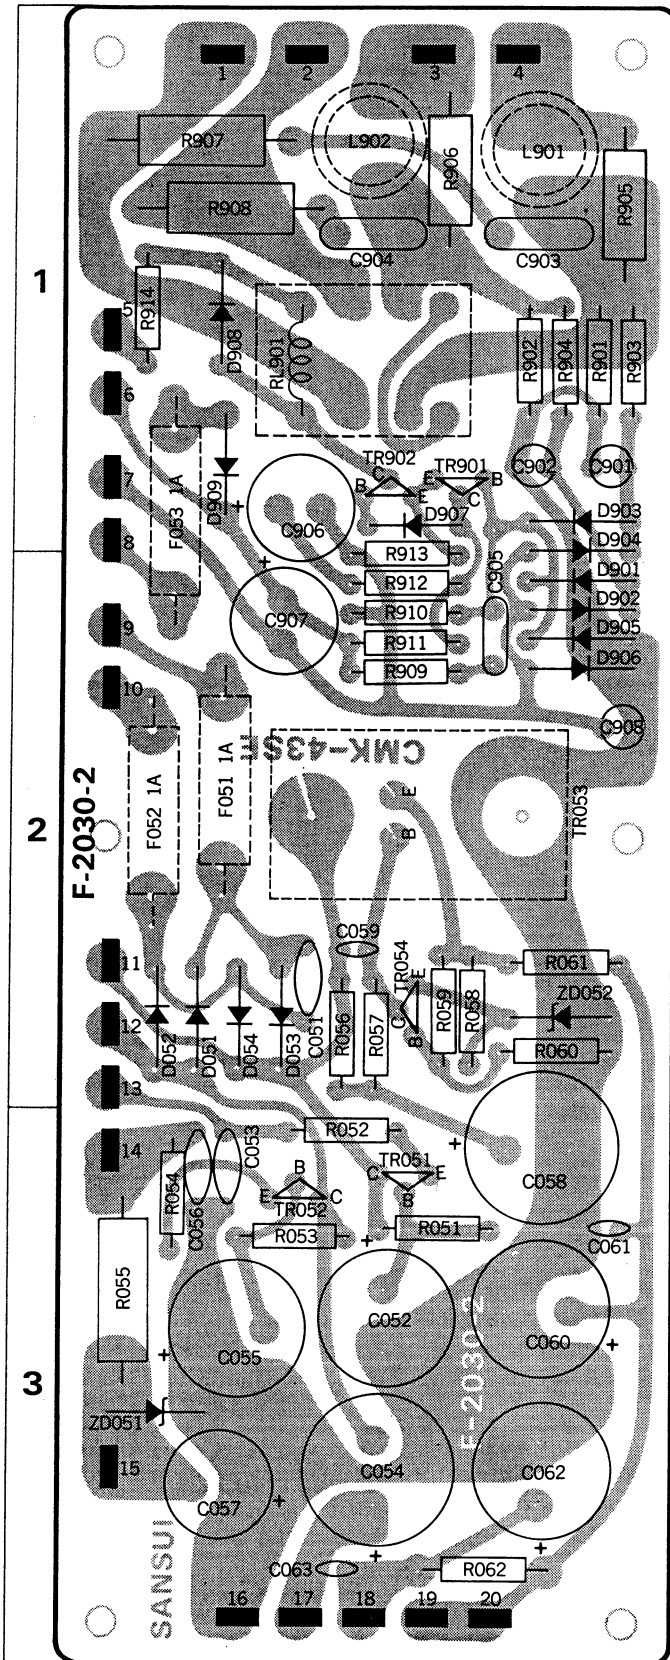 1 2 3 4
R907
L902
R906
L901
R905
R908
C904
C903
1
5
R914
D908
RL901
R902
R904
R901
R903
6
TR902
TR901
C902
C901
C
E
B
E
C
B
7
F053 1A
D909
+
C906
D907
D903
D904
8
R913
C905
D901
R912
D902
R910
D905
R911
D906
R909
+
C907
9
10
C908
CMK-43SF
F052 1A
F051 1A
E
B
TR053
2
F-2030-2
11
C059
TR054
R061
E
C
B
R059
R058
ZD052
12
D052
D051
D054
D053
C051
R056
R057
R060
13
14
R052
+
C058
R054
C056
C053
B
E
C
TR052
TR051
C
E
B
R053
+
R051
C061
R055
C055
+
C052
C060
+
F-2030-2
3
ZD051
15
C057
+
C054
+
C062
+
SANSUI
C063
R062
16 17 18 19 20